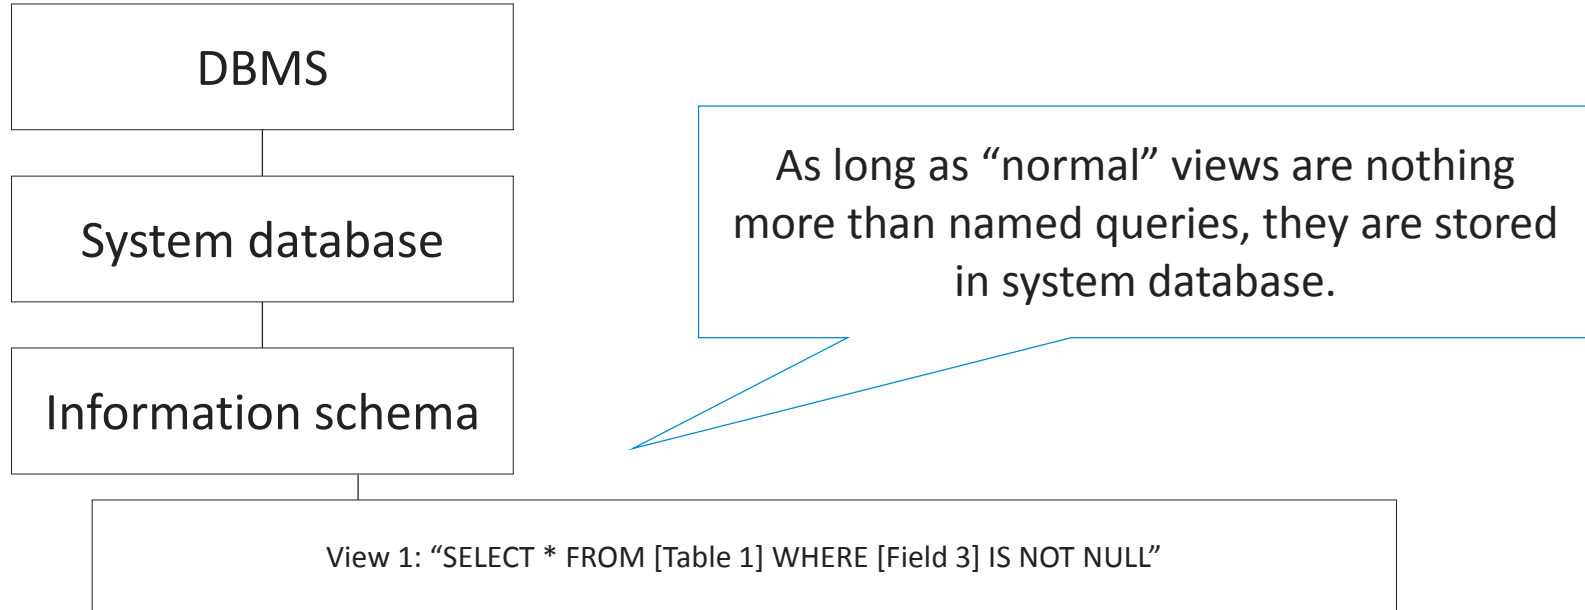 DBMS
System database
Information schema
As long as “normal” views are nothing
more than named queries, they are stored
in system database.
View 1: “SELECT * FROM [Table 1] WHERE [Field 3] IS NOT NULL”